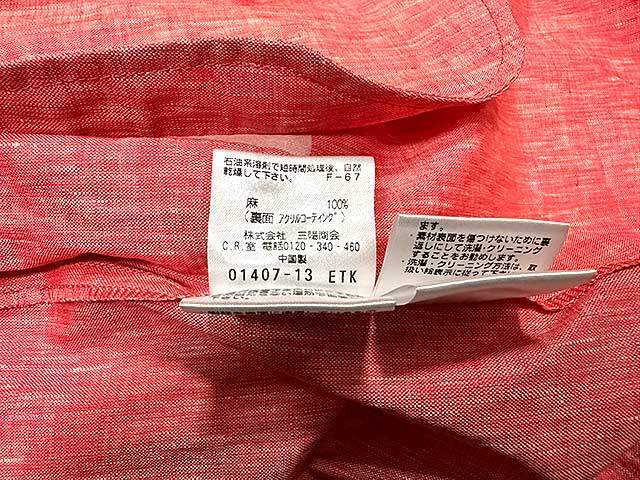 石油系溶剤で短時間処理後、自然
乾燥して下さい。 F-67
麻 100%
(裏面 アクリルコーティング)
株式会社 三陽商会
C.R.室 電話0120-340-460
中国製
01407-13 ETK
ます。
・素材表面を傷つけないために裏
返しにして洗濯・クリーニング
することをお勧めします。
・洗濯・クリーニング方法は、取
扱い絵表示に従って